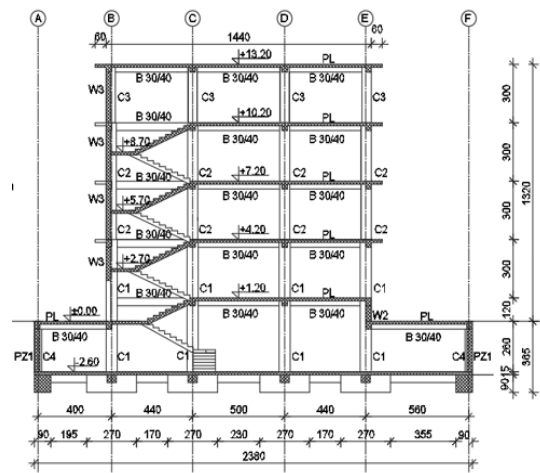 A B C D E F
60 1440 60
+13.20 PL
B 30/40 B 30/40 B 30/40
W3 C3 C3 C3 C3 300
B 30/40 +10.20 PL
W3 +8.70 B 30/40 B 30/40 300
C2 C2 C2 C2
B 30/40 +7.20 PL
W3 +5.70 B 30/40 B 30/40 300 1320
C2 C2 C2 C2
B 30/40 +4.20 PL
W3 +2.70 B 30/40 B 30/40 300
C1 C1 C1 C1
B 30/40 +1.20
PL ±0.00 B 30/40 B 30/40 W2 PL 120
B 30/40 B 30/40
PZ1 C4 -2.60 C1 C1 C1 C1 C4 PZ1 260 365
15
90
400 440 500 440 560
90 195 270 170 270 230 270 170 270 355 90
2380